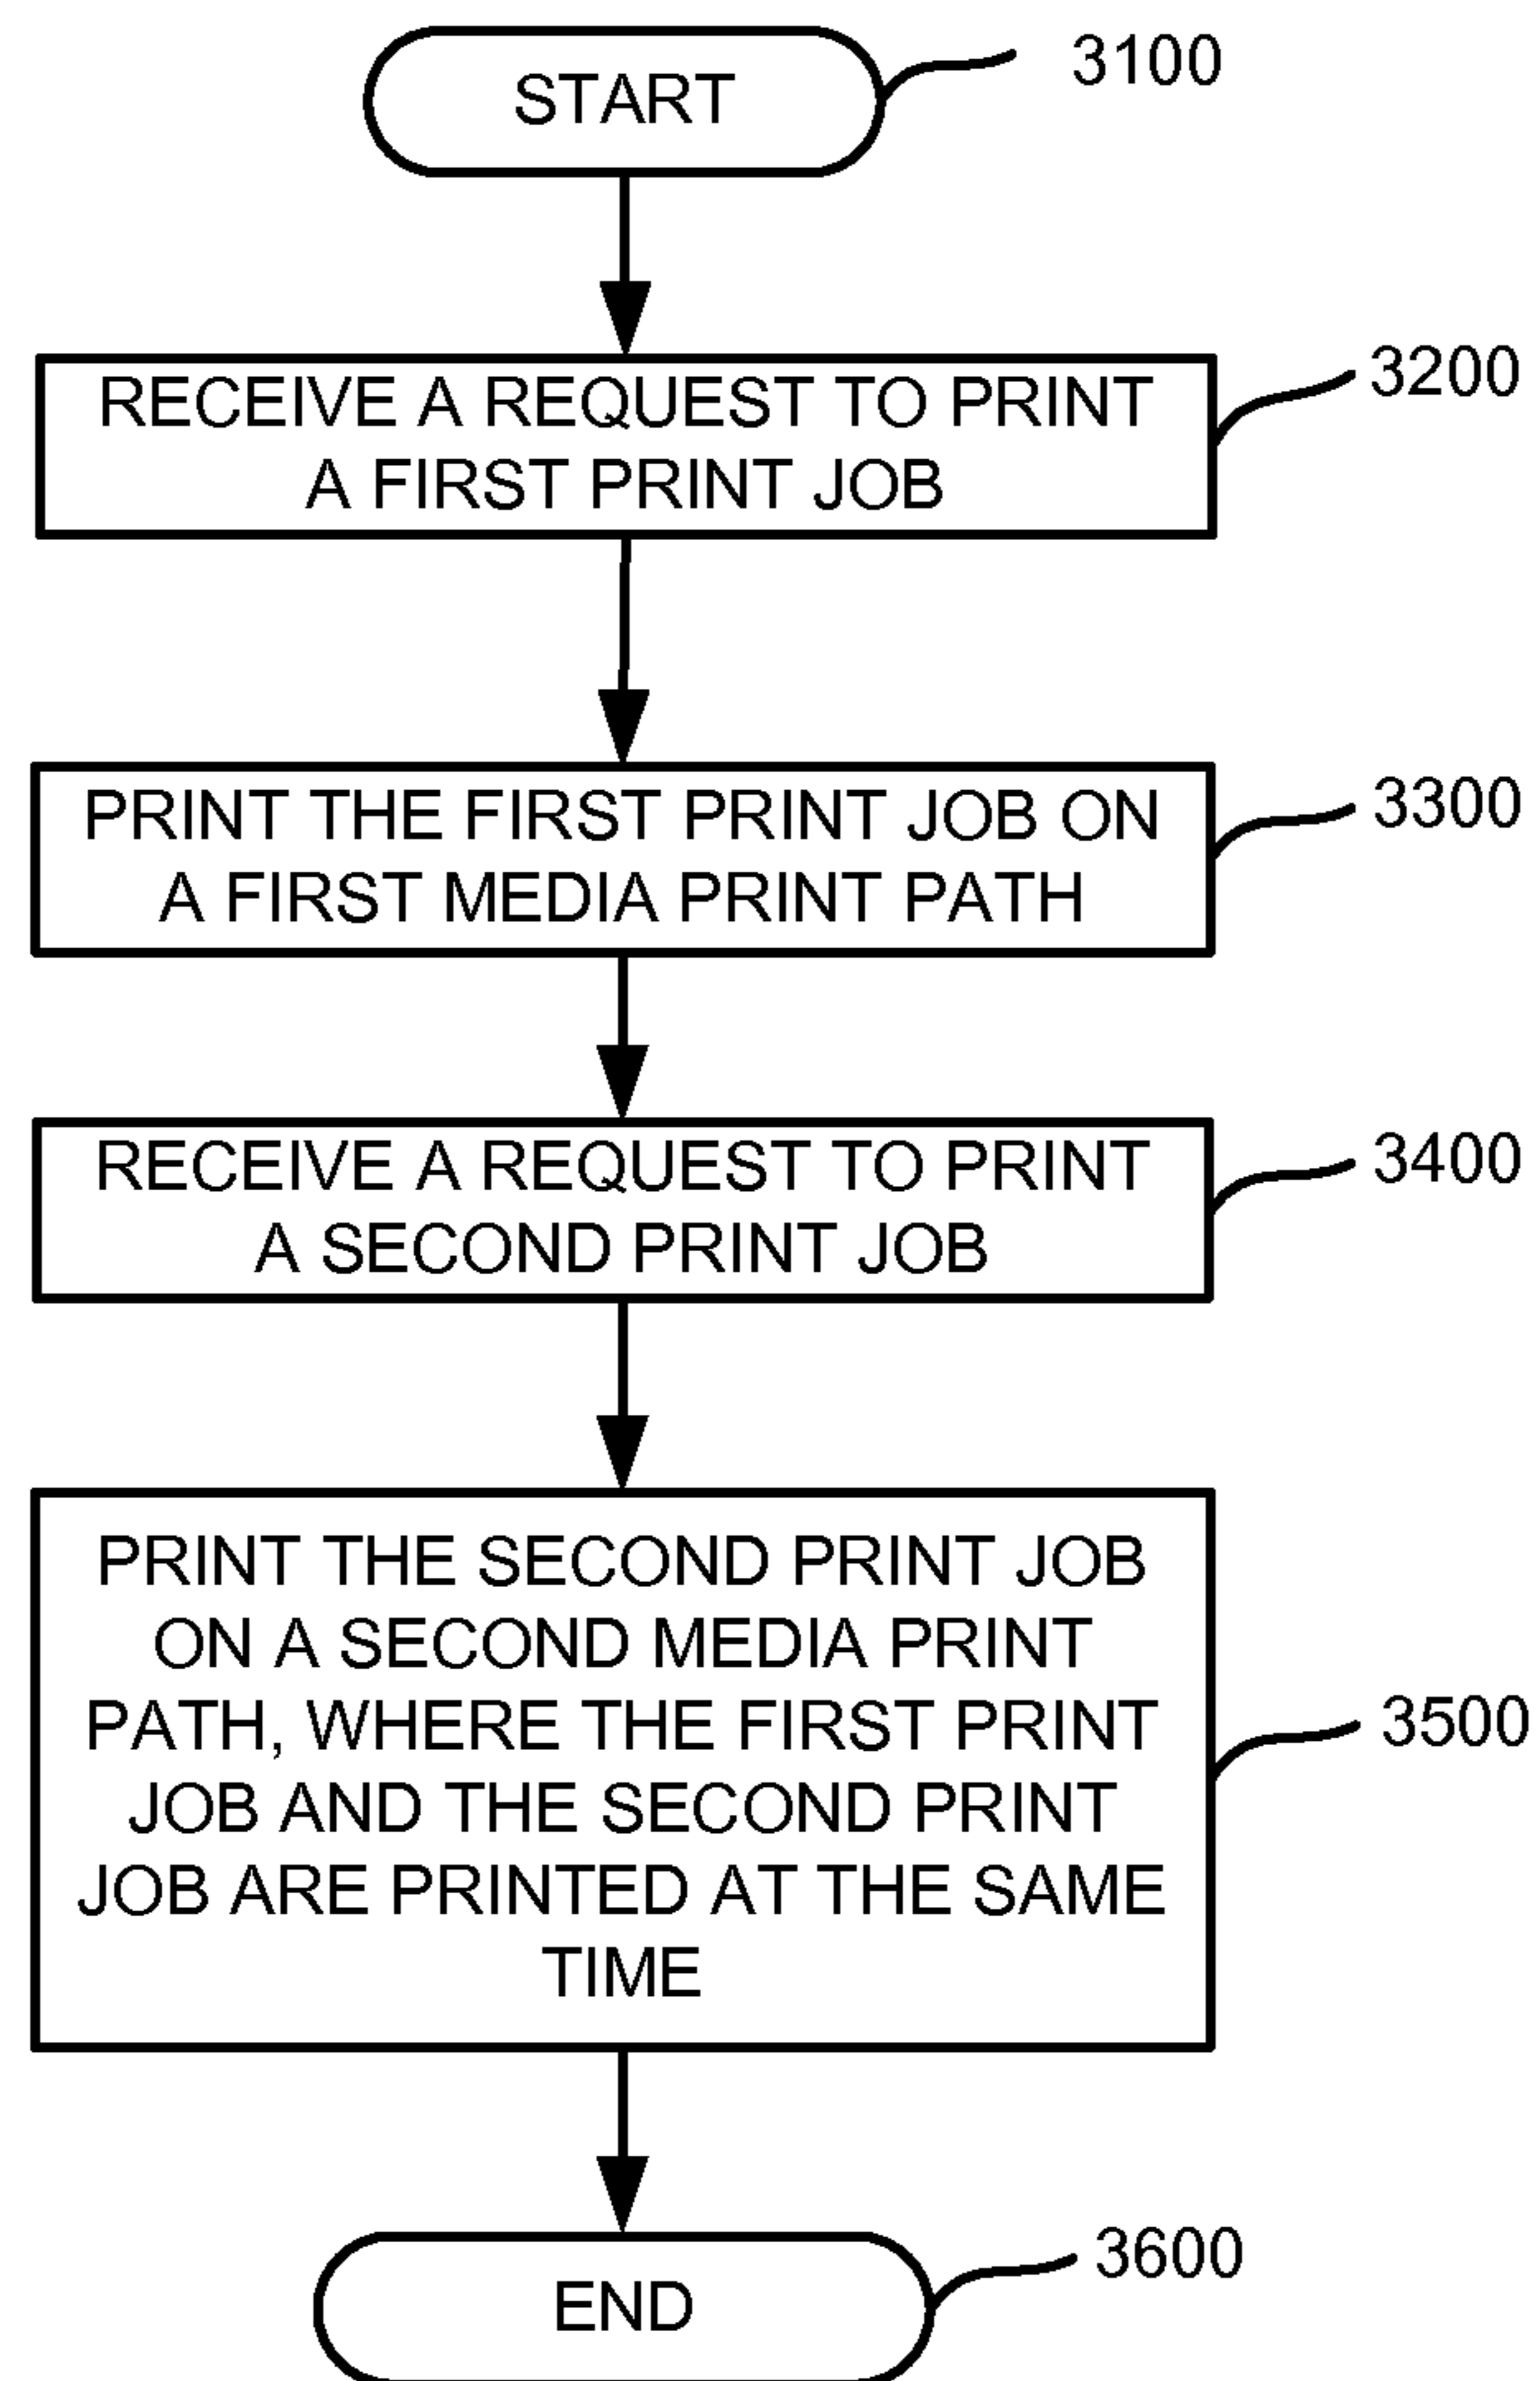 START
3100
RECEIVE A REQUEST TO PRINT
A FIRST PRINT JOB
3200
PRINT THE FIRST PRINT JOB ON
A FIRST MEDIA PRINT PATH
3300
RECEIVE A REQUEST TO PRINT
A SECOND PRINT JOB
3400
PRINT THE SECOND PRINT JOB
ON A SECOND MEDIA PRINT
PATH, WHERE THE FIRST PRINT
JOB AND THE SECOND PRINT
JOB ARE PRINTED AT THE SAME
TIME
3500
END
3600